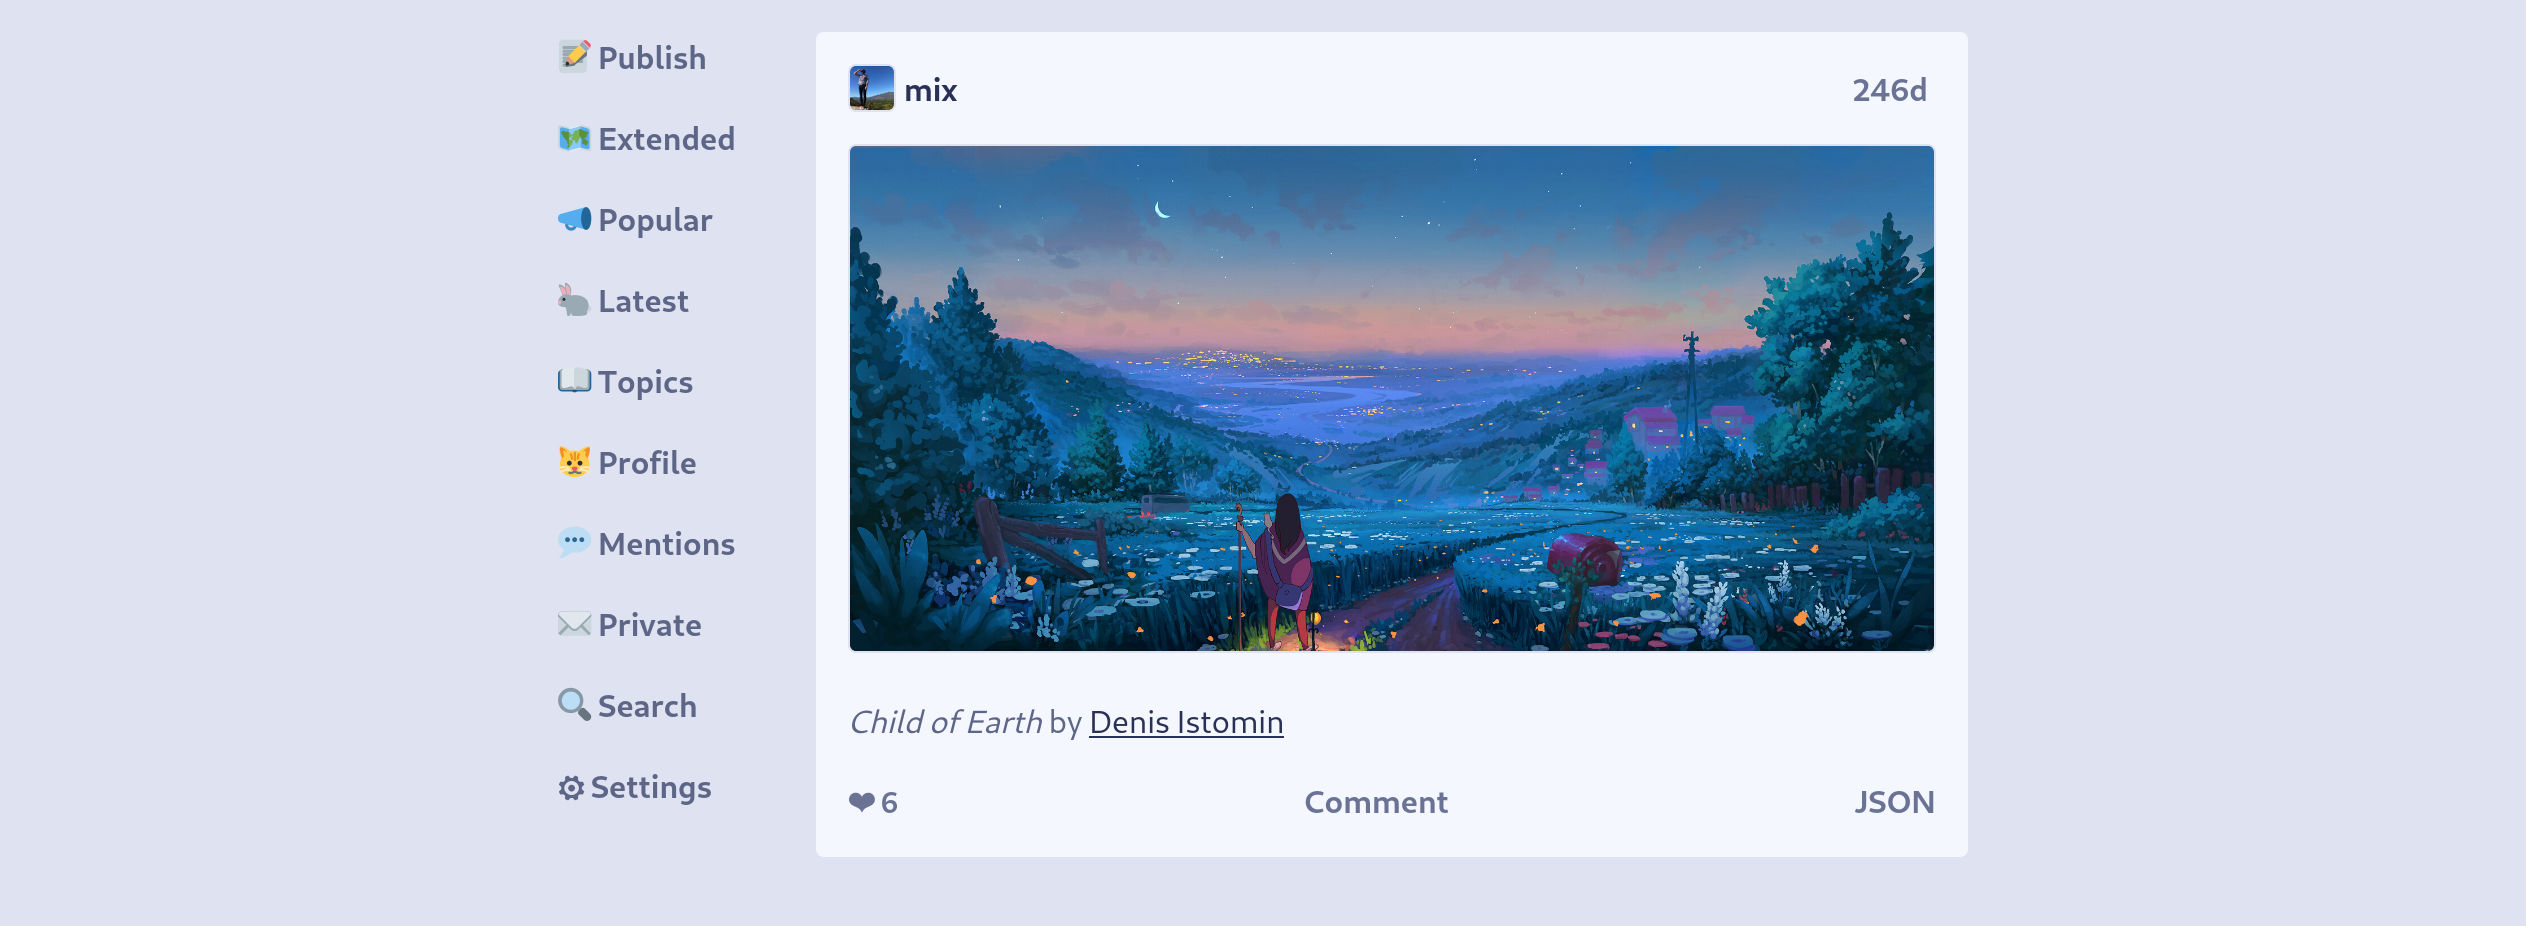 Publish
Extended
Popular
Latest
Topics
Profile
Mentions
Private
Search
Settings
mix
246d
Child of Earth by Denis Istomin
6
Comment
JSON